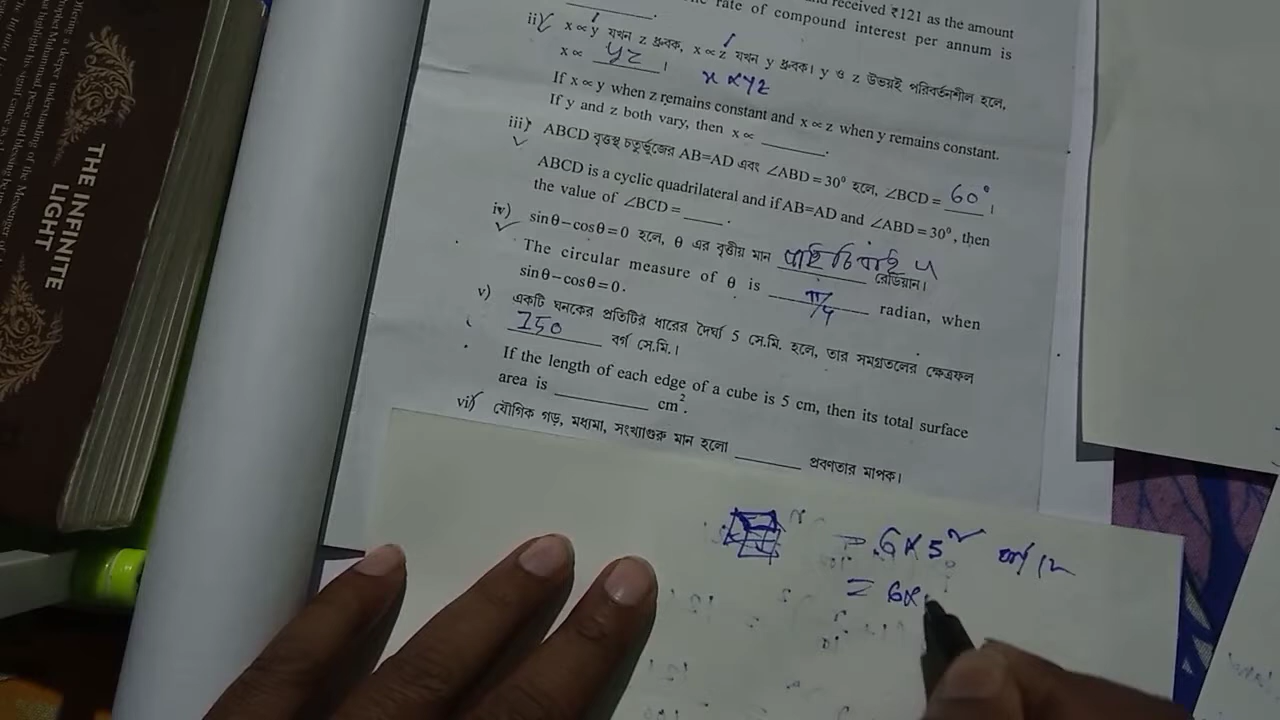 received ₹121 as the amount
rate of compound interest per annum is
ii) x∝y যখন z ধ্রুবক, x∝z যখন y ধ্রুবক। y ও z উভয়ই পরিবর্তনশীল হলে,
x∝ yz ।
x∝yz
If x∝y when z remains constant and x∝z when y remains constant.
If y and z both vary, then x∝ ______.
iii) ABCD বৃত্তস্থ চতুর্ভুজের AB=AD এবং ∠ABD=30⁰ হলে, ∠BCD= 60° ।
ABCD is a cyclic quadrilateral and if AB=AD and ∠ABD=30⁰, then
the value of ∠BCD= ____.
iv) sinθ−cosθ=0 হলে, θ এর বৃত্তীয় মান ______ রেডিয়ান।
The circular measure of θ is π/4 radian, when
sinθ−cosθ=0.
v) একটি ঘনকের প্রতিটির ধারের দৈর্ঘ্য 5 সে.মি. হলে, তার সমগ্রতলের ক্ষেত্রফল
150 বর্গ সে.মি.।
If the length of each edge of a cube is 5 cm, then its total surface
area is ______ cm².
vi) যৌগিক গড়, মধ্যমা, সংখ্যাগুরু মান হলো ______ প্রবণতার মাপক।
= 6×5²
= 6×
THE INFINITE
LIGHT